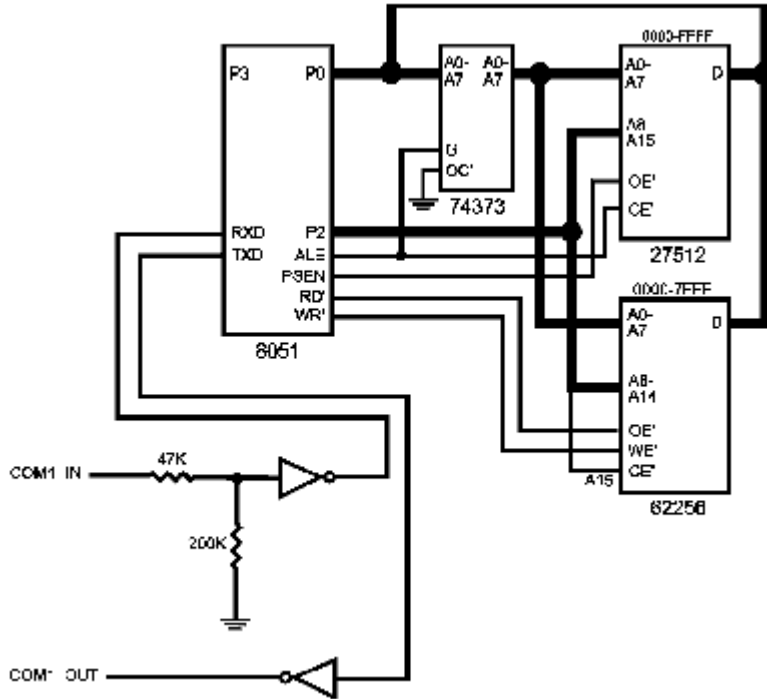 0000-FFFF
P3 P0
A0-
A7
A0-
A7
A0-
A7
D
A8
A15
G
OC'
OE'
CE'
74373
27512
RXD
TXD
P2
ALE
PSEN
RD'
WR'
8051
0000-7FFF
A0-
A7
D
A8-
A14
OE'
WE'
CE'
A15
62256
COM1 IN
47K
200K
COM1 OUT